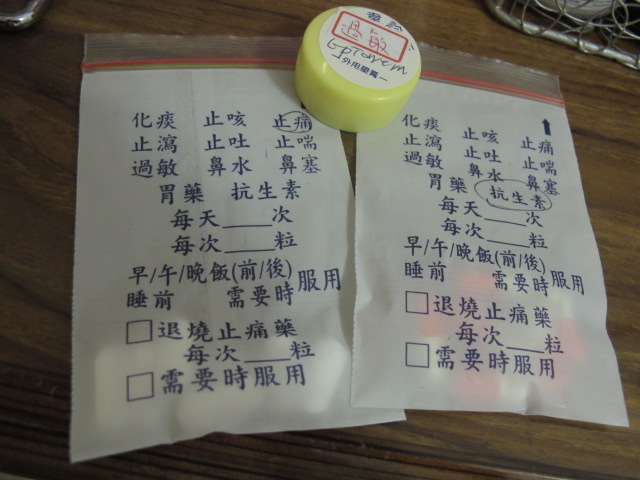 過敏
外用藥膏
化痰 止咳 止痛
止瀉 止吐 止喘
過敏 鼻水 鼻塞
胃藥 抗生素
每天____次
每次____粒
早/午/晚飯(前/後)服用
睡前 需要時
□退燒止痛藥
每次____粒
□需要時服用
化痰 止咳 止痛
止瀉 止吐 止喘
過敏 鼻水 鼻塞
胃藥 抗生素
每天____次
每次____粒
早/午/晚飯(前/後)服用
睡前 需要時
□退燒止痛藥
每次____粒
□需要時服用